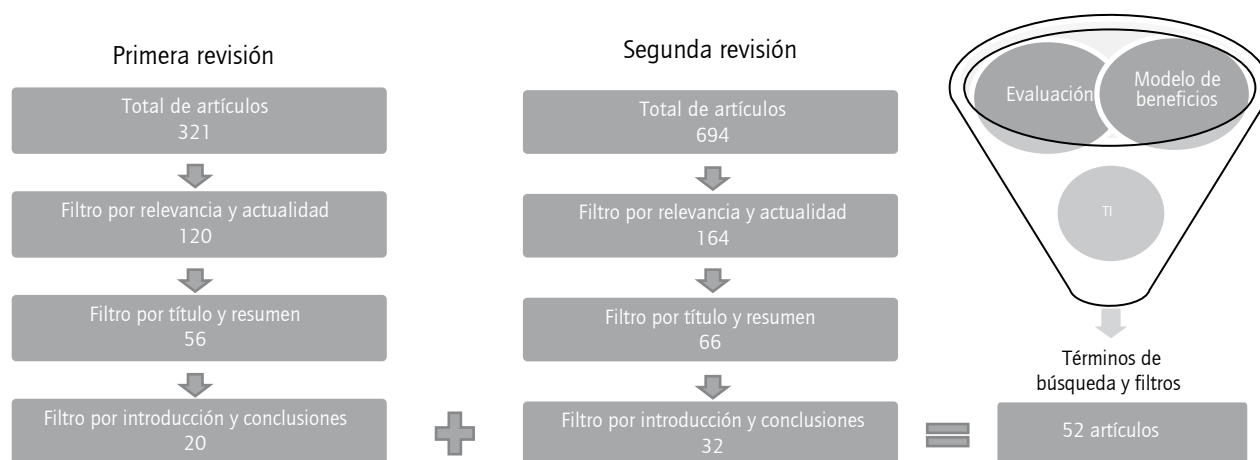 Primera revisión
Total de artículos
321
Filtro por relevancia y actualidad
120
Filtro por título y resumen
56
Filtro por introducción y conclusiones
20
Segunda revisión
Total de artículos
694
Filtro por relevancia y actualidad
164
Filtro por título y resumen
66
Filtro por introducción y conclusiones
32
Evaluación
Modelo de
beneficios
TI
Términos de
búsqueda y filtros
52 artículos